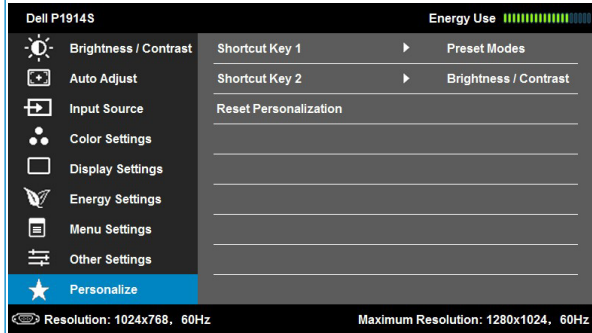 Dell P1914S Energy Use
Brightness / Contrast Shortcut Key 1 Preset Modes
Auto Adjust Shortcut Key 2 Brightness / Contrast
Input Source Reset Personalization
Color Settings
Display Settings
Energy Settings
Menu Settings
Other Settings
Personalize
Resolution: 1024x768, 60Hz Maximum Resolution: 1280x1024, 60Hz